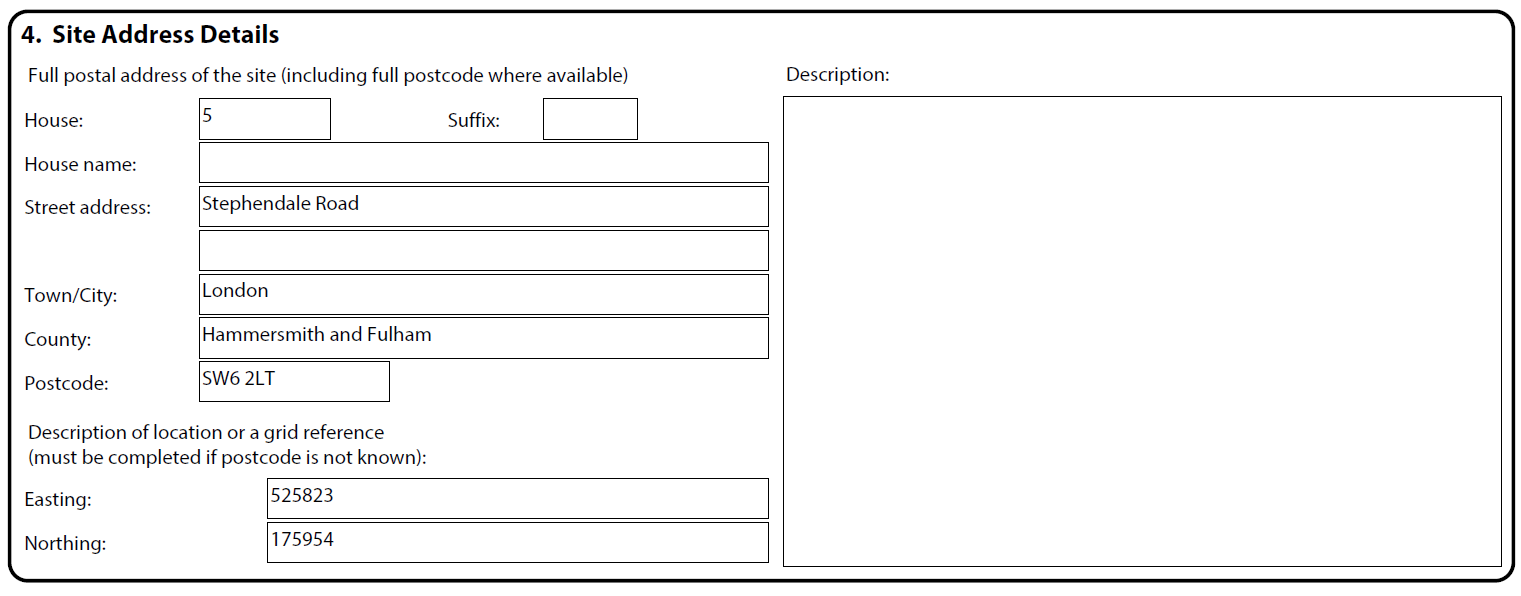 4. Site Address Details
Full postal address of the site (including full postcode where available)
Description:
House: 5 Suffix:
House name:
Street address: Stephendale Road
Town/City: London
County: Hammersmith and Fulham
Postcode: SW6 2LT
Description of location or a grid reference
(must be completed if postcode is not known):
Easting: 525823
Northing: 175954